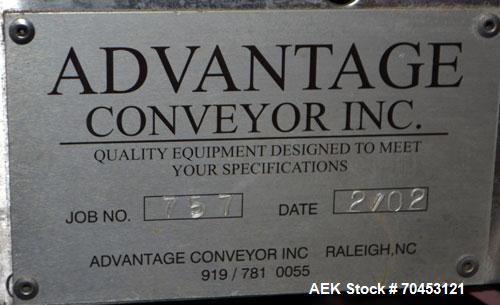 ADVANTAGE
CONVEYOR INC.
QUALITY EQUIPMENT DESIGNED TO MEET
YOUR SPECIFICATIONS
JOB NO. 757 DATE 2/02
ADVANTAGE CONVEYOR INC RALEIGH,NC
919 / 781 0055
AEK Stock # 70453121